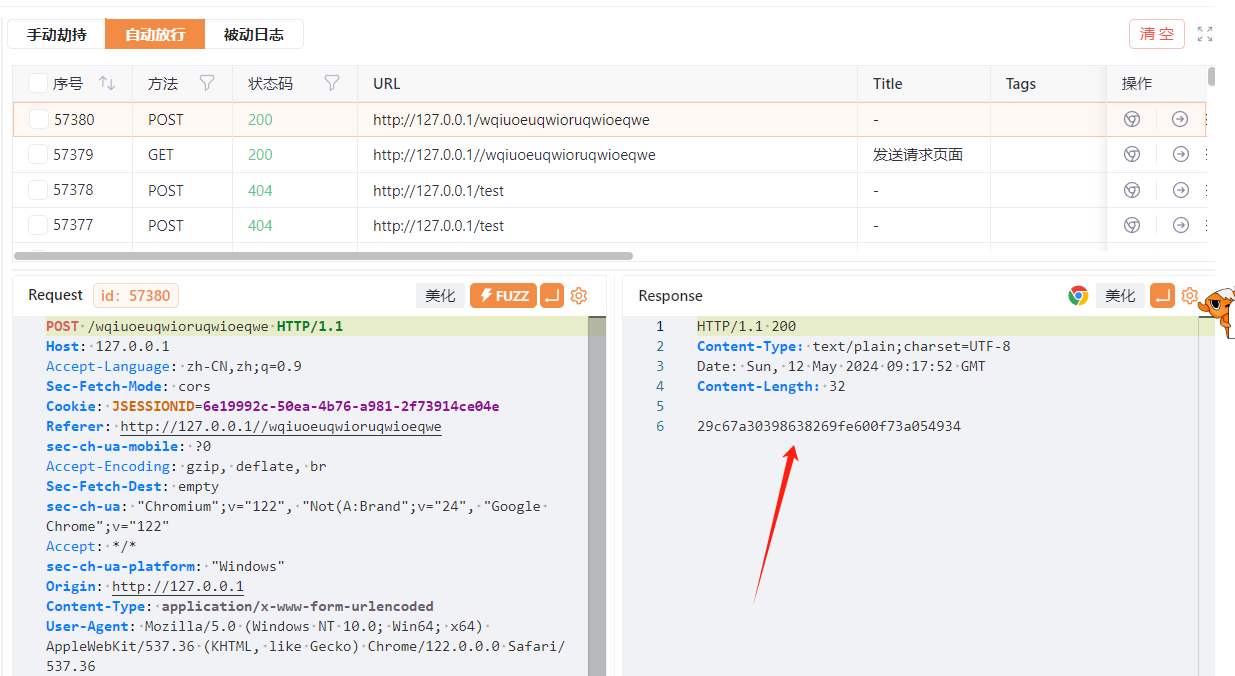 手动劫持 自动放行 被动日志 清空
序号 方法 状态码 URL Title Tags 操作
57380 POST 200 http://127.0.0.1/wqiuoeuqwioruqwioeqwe -
57379 GET 200 http://127.0.0.1//wqiuoeuqwioruqwioeqwe 发送请求页面
57378 POST 404 http://127.0.0.1/test -
57377 POST 404 http://127.0.0.1/test -
Request id: 57380 美化 FUZZ
POST /wqiuoeuqwioruqwioeqwe HTTP/1.1
Host: 127.0.0.1
Accept-Language: zh-CN,zh;q=0.9
Sec-Fetch-Mode: cors
Cookie: JSESSIONID=6e19992c-50ea-4b76-a981-2f73914ce04e
Referer: http://127.0.0.1//wqiuoeuqwioruqwioeqwe
sec-ch-ua-mobile: ?0
Accept-Encoding: gzip, deflate, br
Sec-Fetch-Dest: empty
sec-ch-ua: "Chromium";v="122", "Not(A:Brand";v="24", "Google
Chrome";v="122"
Accept: */*
sec-ch-ua-platform: "Windows"
Origin: http://127.0.0.1
Content-Type: application/x-www-form-urlencoded
User-Agent: Mozilla/5.0 (Windows NT 10.0; Win64; x64)
AppleWebKit/537.36 (KHTML, like Gecko) Chrome/122.0.0.0 Safari/
537.36
Response 美化
1 HTTP/1.1 200
2 Content-Type: text/plain;charset=UTF-8
3 Date: Sun, 12 May 2024 09:17:52 GMT
4 Content-Length: 32
5
6 29c67a30398638269fe600f73a054934